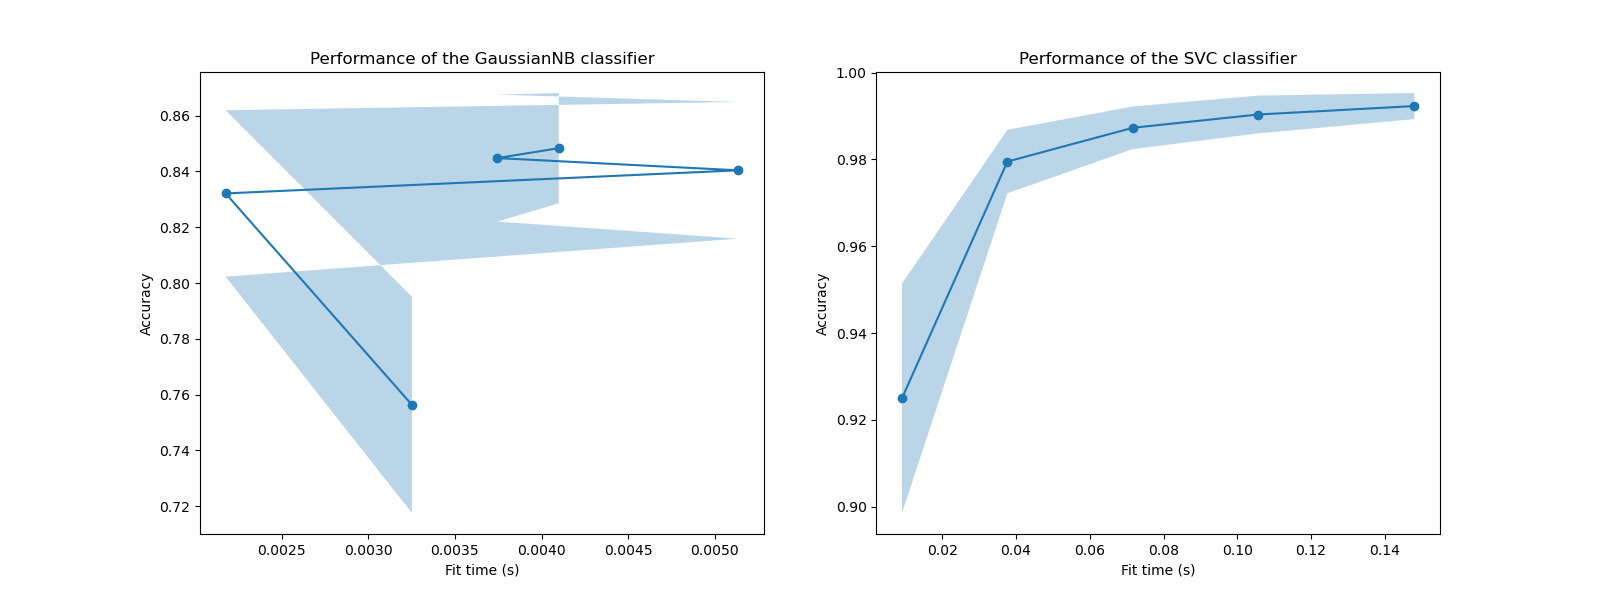 Performance of the GaussianNB classifier
0.86
0.84
0.82
0.80
0.78
0.76
0.74
0.72
Accuracy
0.0025 0.0030 0.0035 0.0040 0.0045 0.0050
Fit time (s)
Performance of the SVC classifier
1.00
0.98
0.96
0.94
0.92
0.90
Accuracy
0.02 0.04 0.06 0.08 0.10 0.12 0.14
Fit time (s)